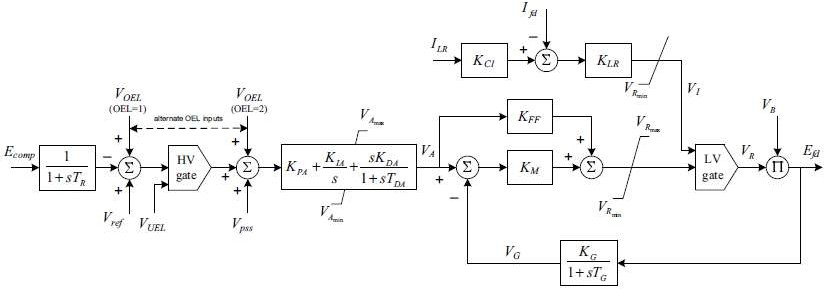 I_fd
I_LR
K_Cl
Σ
K_LR
V_Rmin
V_I
V_OEL
(OEL=1)
alternate OEL inputs
V_OEL
(OEL=2)
V_Amax
K_FF
V_Rmax
V_B
E_comp
1
1+sT_R
Σ
HV
gate
Σ
K_PA + K_IA/s + sK_DA/1+sT_DA
V_A
Σ
K_M
Σ
LV
gate
V_R
Π
E_fd
V_ref
V_UEL
V_pss
V_Amin
V_Rmin
V_G
K_G
1+sT_G